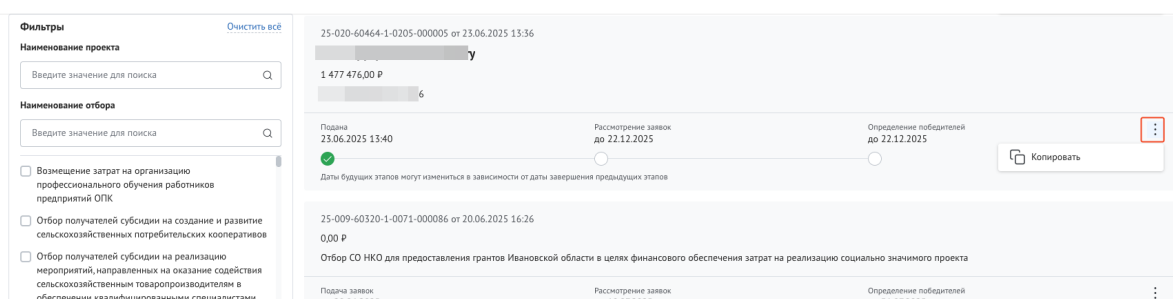 Фильтры
Очистить всё
Наименование проекта
Введите значение для поиска
Наименование отбора
Введите значение для поиска
Возмещение затрат на организацию
профессионального обучения работников
предприятий ОПК
Отбор получателей субсидии на создание и развитие
сельскохозяйственных потребительских кооперативов
Отбор получателей субсидии на реализацию
мероприятий, направленных на оказание содействия
сельскохозяйственным товаропроизводителям в
обеспечении квалифицированными специалистами
25-020-60464-1-0205-000005 от 23.06.2025 13:36
1 477 476,00 ₽
6
Подана
23.06.2025 13:40
Рассмотрение заявок
до 22.12.2025
Определение победителей
до 22.12.2025
Копировать
Даты будущих этапов могут измениться в зависимости от даты завершения предыдущих этапов
25-009-60320-1-0071-000086 от 20.06.2025 16:26
0,00 ₽
Отбор СО НКО для предоставления грантов Ивановской области в целях финансового обеспечения затрат на реализацию социально значимого проекта
Подача заявок
Рассмотрение заявок
Определение победителей